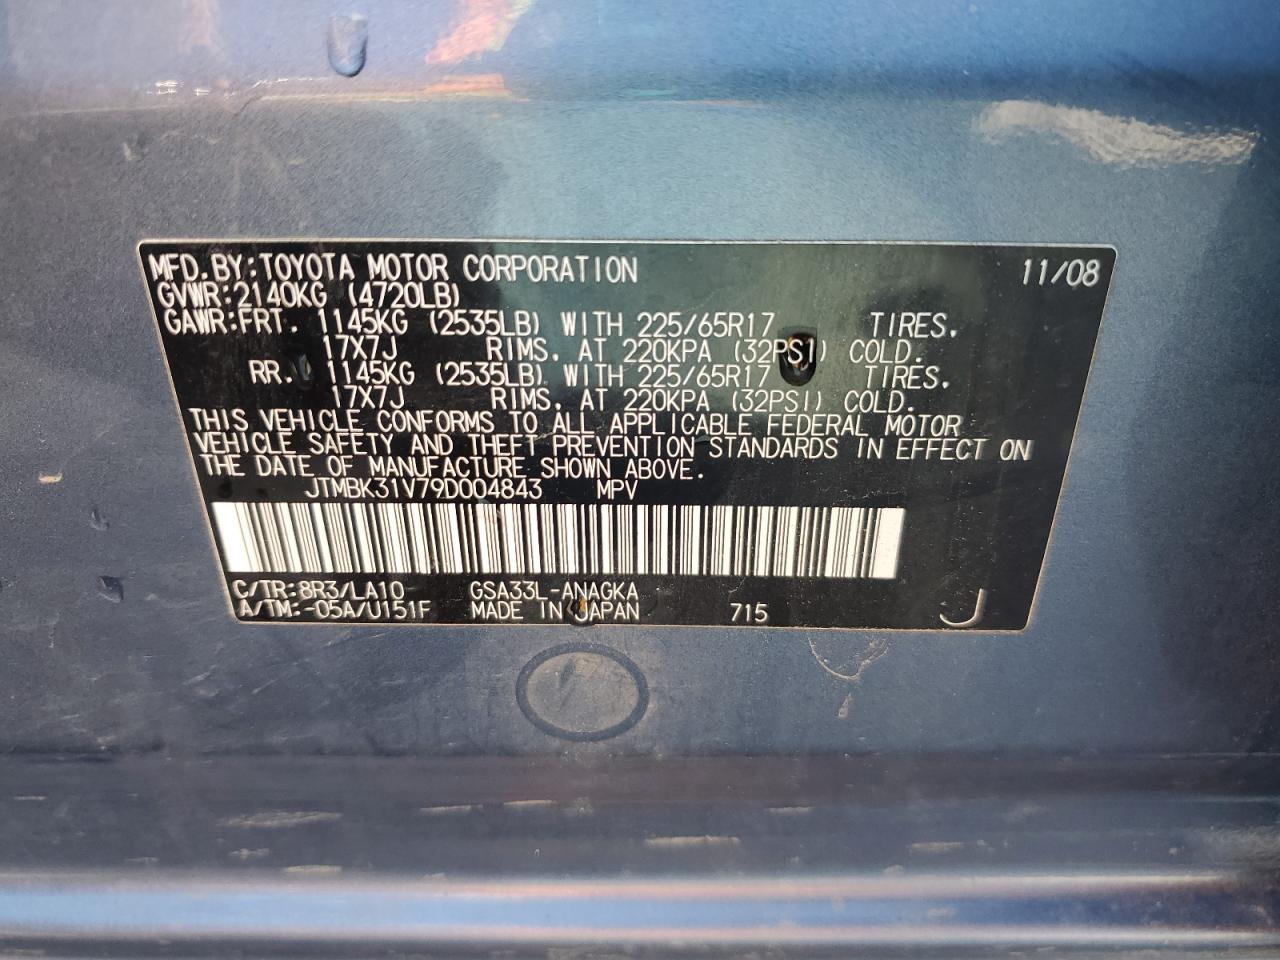 MFD.BY:TOYOTA MOTOR CORPORATION 11/08
GVWR:2140KG (4720LB)
GAWR:FRT. 1145KG (2535LB) WITH 225/65R17 TIRES.
17X7J RIMS. AT 220KPA (32PSI) COLD.
RR. 1145KG (2535LB) WITH 225/65R17 TIRES.
17X7J RIMS. AT 220KPA (32PSI) COLD.
THIS VEHICLE CONFORMS TO ALL APPLICABLE FEDERAL MOTOR
VEHICLE SAFETY AND THEFT PREVENTION STANDARDS IN EFFECT ON
THE DATE OF MANUFACTURE SHOWN ABOVE.
JTMBK31V79D004843 MPV
C/TR:8R3/LA10 GSA33L-ANAGKA
A/TM:-05A/U151F MADE IN JAPAN 715 J